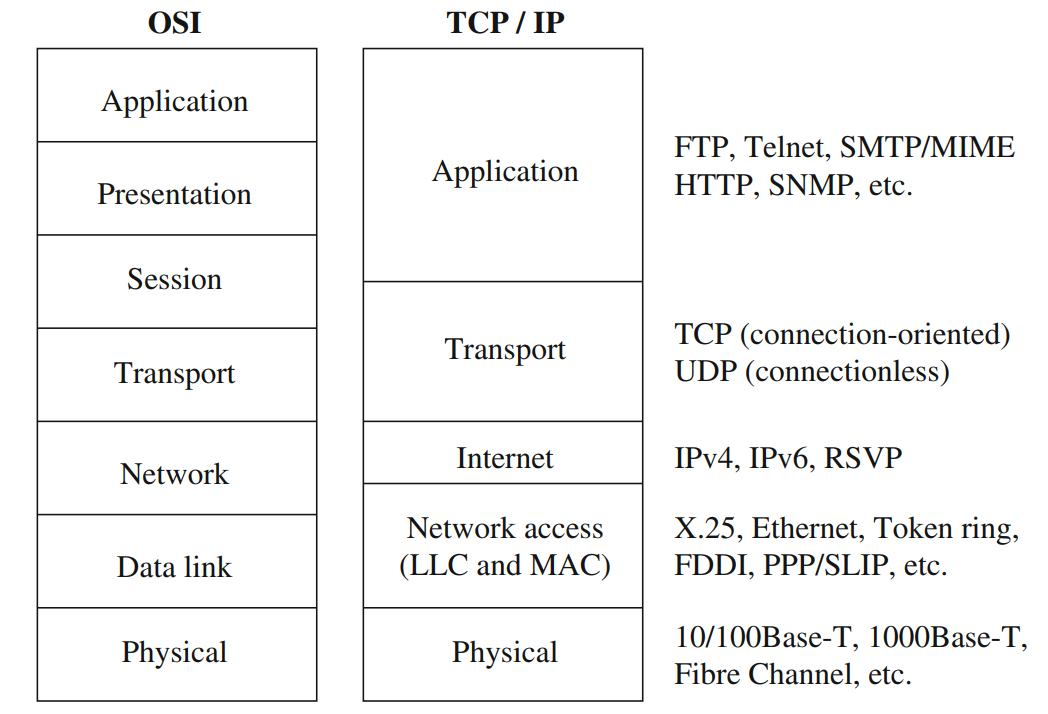 OSI
Application
Presentation
Session
Transport
Network
Data link
Physical
TCP / IP
Application
Transport
Internet
Network access
(LLC and MAC)
Physical
FTP, Telnet, SMTP/MIME
HTTP, SNMP, etc.
TCP (connection-oriented)
UDP (connectionless)
IPv4, IPv6, RSVP
X.25, Ethernet, Token ring,
FDDI, PPP/SLIP, etc.
10/100Base-T, 1000Base-T,
Fibre Channel, etc.